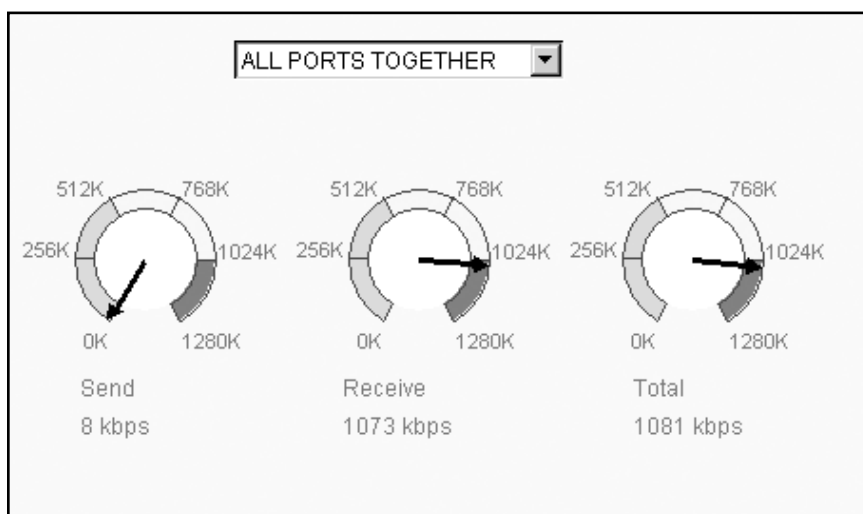 ALL PORTS TOGETHER
512K 768K 512K 768K 512K 768K
256K 1024K 256K 1024K 256K 1024K
0K 1280K 0K 1280K 0K 1280K
Send Receive Total
8 kbps 1073 kbps 1081 kbps